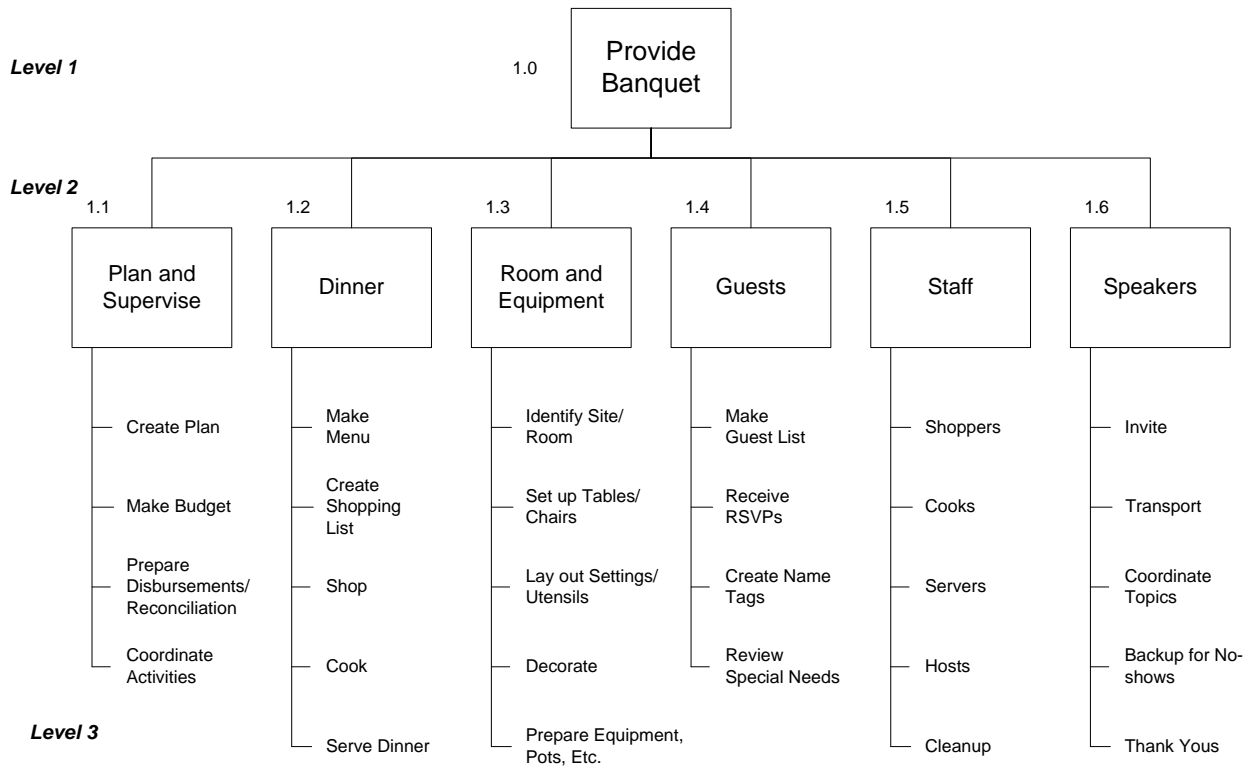 Level 1
1.0
Provide
Banquet
Level 2
1.1
1.2
1.3
1.4
1.5
1.6
Plan and
Supervise
Dinner
Room and
Equipment
Guests
Staff
Speakers
Create Plan
Make Budget
Prepare
Disbursements/
Reconciliation
Coordinate
Activities
Make
Menu
Create
Shopping
List
Shop
Cook
Serve Dinner
Identify Site/
Room
Set up Tables/
Chairs
Lay out Settings/
Utensils
Decorate
Prepare Equipment,
Pots, Etc.
Make
Guest List
Receive
RSVPs
Create Name
Tags
Review
Special Needs
Shoppers
Cooks
Servers
Hosts
Cleanup
Invite
Transport
Coordinate
Topics
Backup for No-
shows
Thank Yous
Level 3